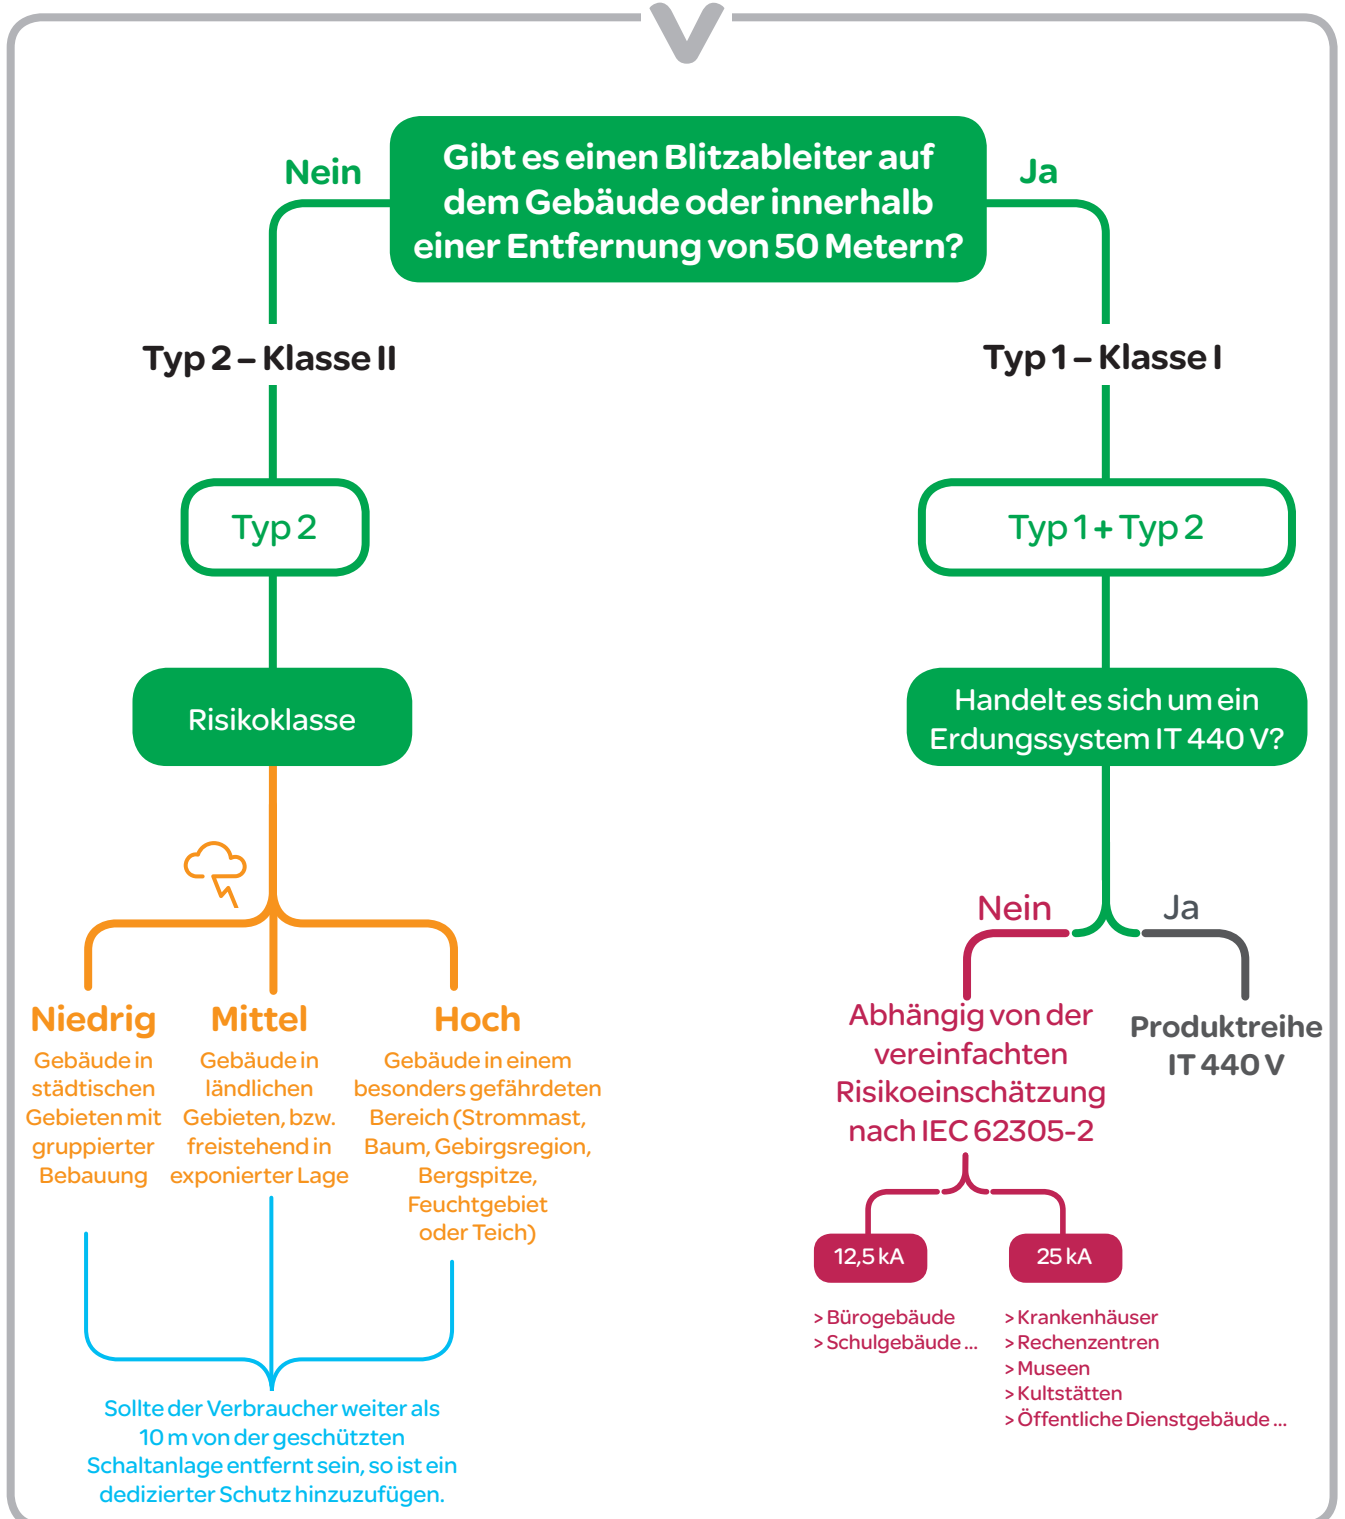 Gibt es einen Blitzableiter auf
dem Gebäude oder innerhalb
einer Entfernung von 50 Metern?
Nein
Ja
Typ 2 – Klasse II
Typ 1 – Klasse I
Typ 2
Typ 1 + Typ 2
Risikoklasse
Handelt es sich um ein
Erdungssystem IT 440 V?
Nein
Ja
Niedrig
Gebäude in
städtischen
Gebieten mit
gruppierter
Bebauung
Mittel
Gebäude in
ländlichen
Gebieten, bzw.
freistehend in
exponierter Lage
Hoch
Gebäude in einem
besonders gefährdeten
Bereich (Strommast,
Baum, Gebirgsregion,
Bergspitze,
Feuchtgebiet
oder Teich)
Abhängig von der
vereinfachten
Risikoeinschätzung
nach IEC 62305-2
Produktreihe
IT 440 V
12,5 kA
> Bürogebäude
> Schulgebäude ...
25 kA
> Krankenhäuser
> Rechenzentren
> Museen
> Kultstätten
> Öffentliche Dienstgebäude ...
Sollte der Verbraucher weiter als
10 m von der geschützten
Schaltanlage entfernt sein, so ist ein
dedizierter Schutz hinzuzufügen.